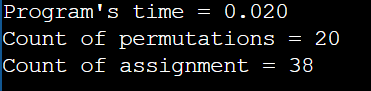 Program's time = 0.020
Count of permutations = 20
Count of assignment = 38